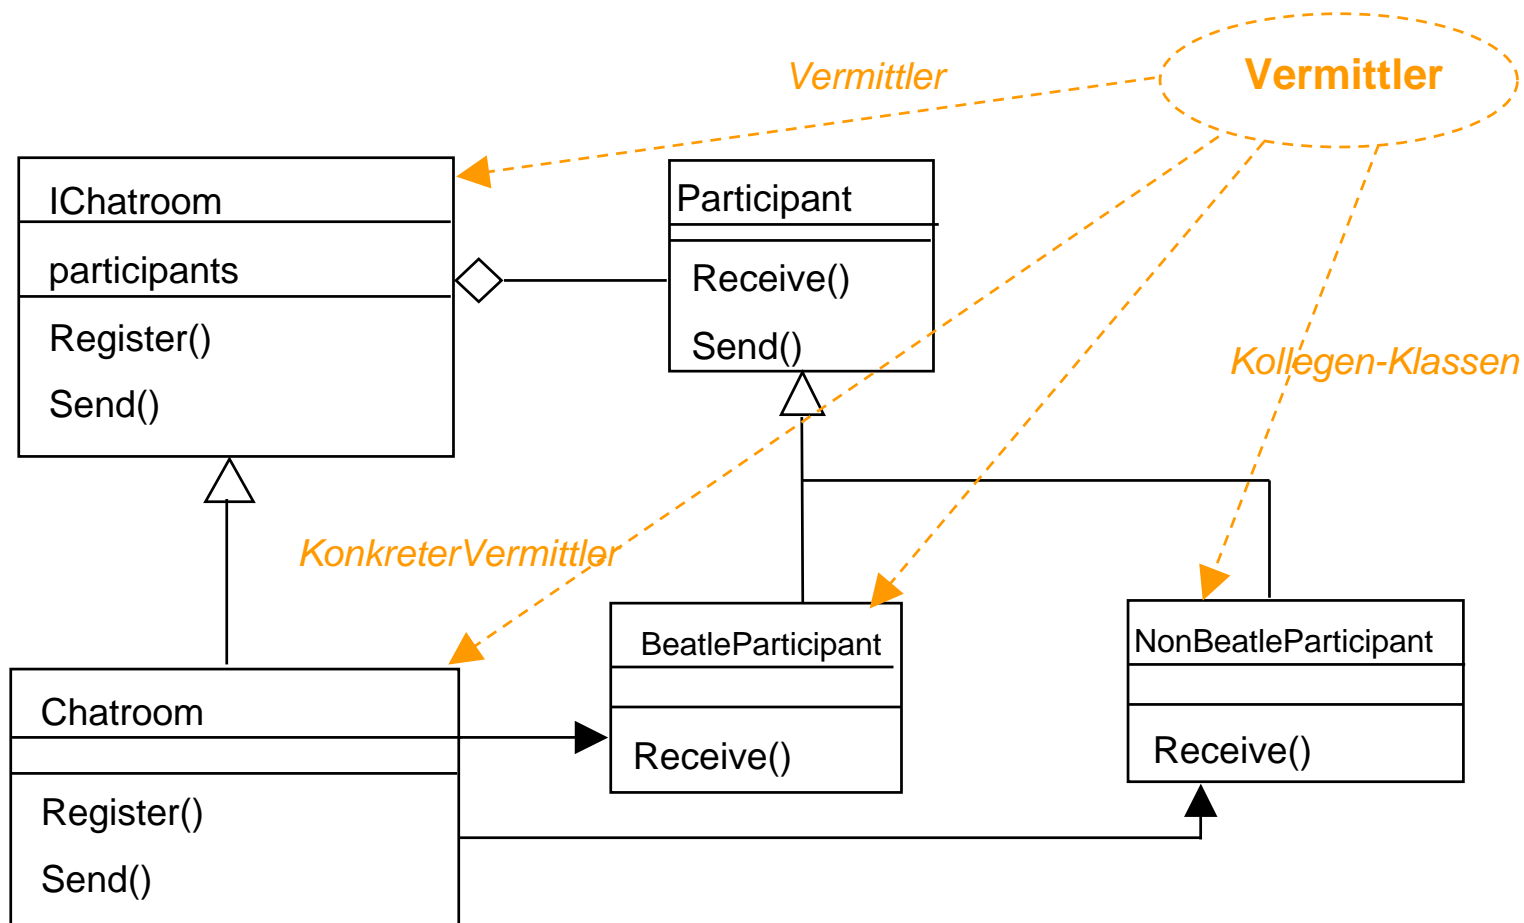 Vermittler
Vermittler
IChatroom
participants
Register()
Send()
Participant
Receive()
Send()
Kollegen-Klassen
KonkreterVermittler
Chatroom
Register()
Send()
BeatleParticipant
Receive()
NonBeatleParticipant
Receive()